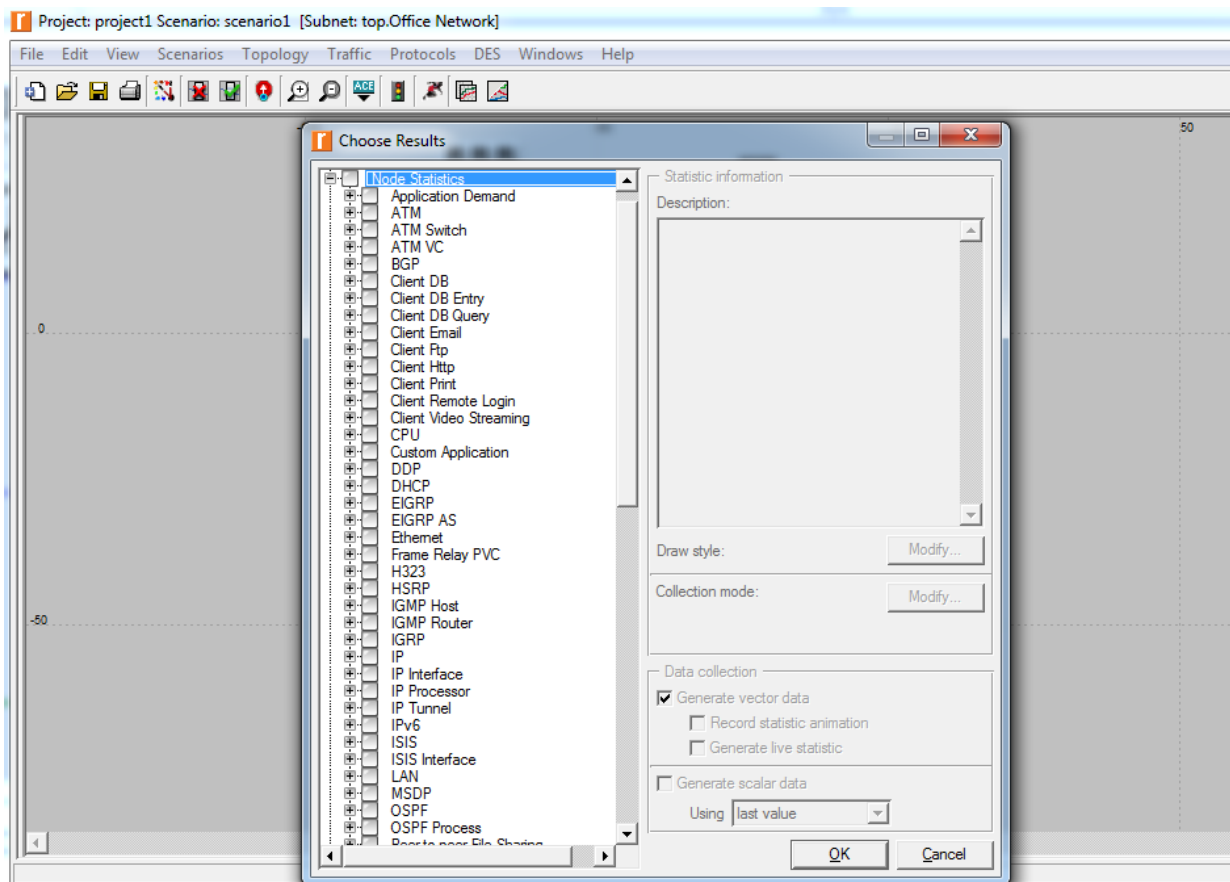 Project: project1 Scenario: scenario1 [Subnet: top.Office Network]
File Edit View Scenarios Topology Traffic Protocols DES Windows Help
ACE
50
0
-50
Choose Results
Node Statistics
Application Demand
ATM
ATM Switch
ATM VC
BGP
Client DB
Client DB Entry
Client DB Query
Client Email
Client Ftp
Client Http
Client Print
Client Remote Login
Client Video Streaming
CPU
Custom Application
DDP
DHCP
EIGRP
EIGRP AS
Ethernet
Frame Relay PVC
H323
HSRP
IGMP Host
IGMP Router
IGRP
IP
IP Interface
IP Processor
IP Tunnel
IPv6
ISIS
ISIS Interface
LAN
MSDP
OSPF
OSPF Process
Peer to peer File Sharing
Statistic information
Description:
Draw style:
Modify...
Collection mode:
Modify...
Data collection
Generate vector data
Record statistic animation
Generate live statistic
Generate scalar data
Using last value
OK Cancel